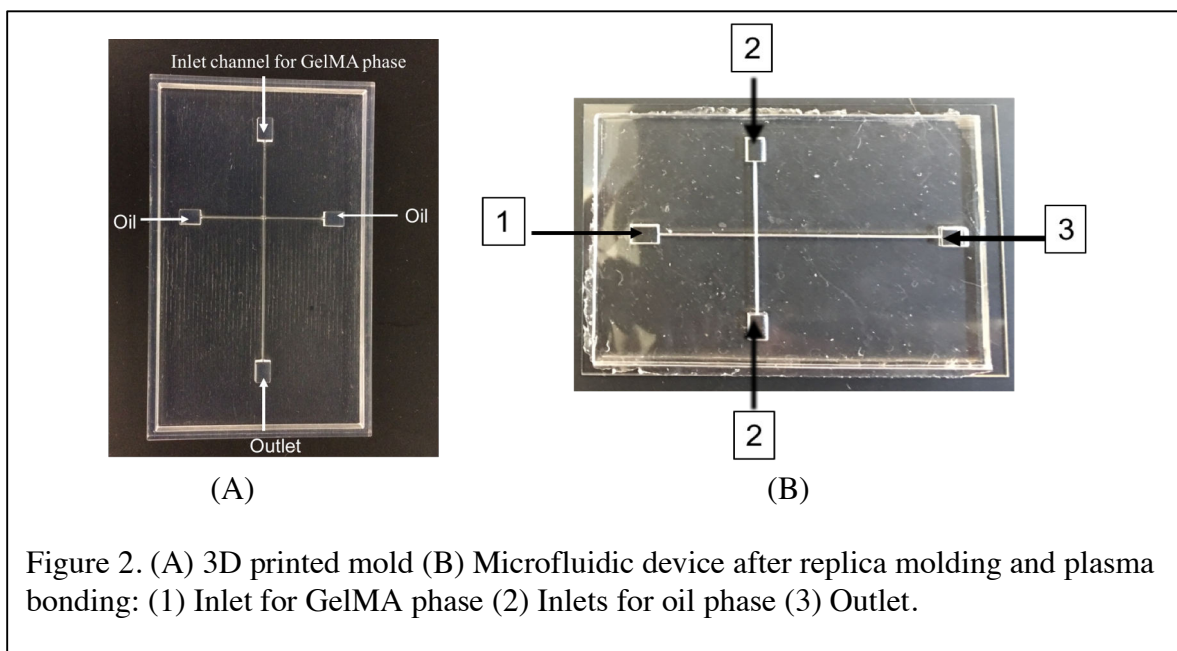 Inlet channel for GelMA phase
Oil
Oil
Outlet
(A)
2
1
3
2
(B)
Figure 2. (A) 3D printed mold (B) Microfluidic device after replica molding and plasma
bonding: (1) Inlet for GelMA phase (2) Inlets for oil phase (3) Outlet.